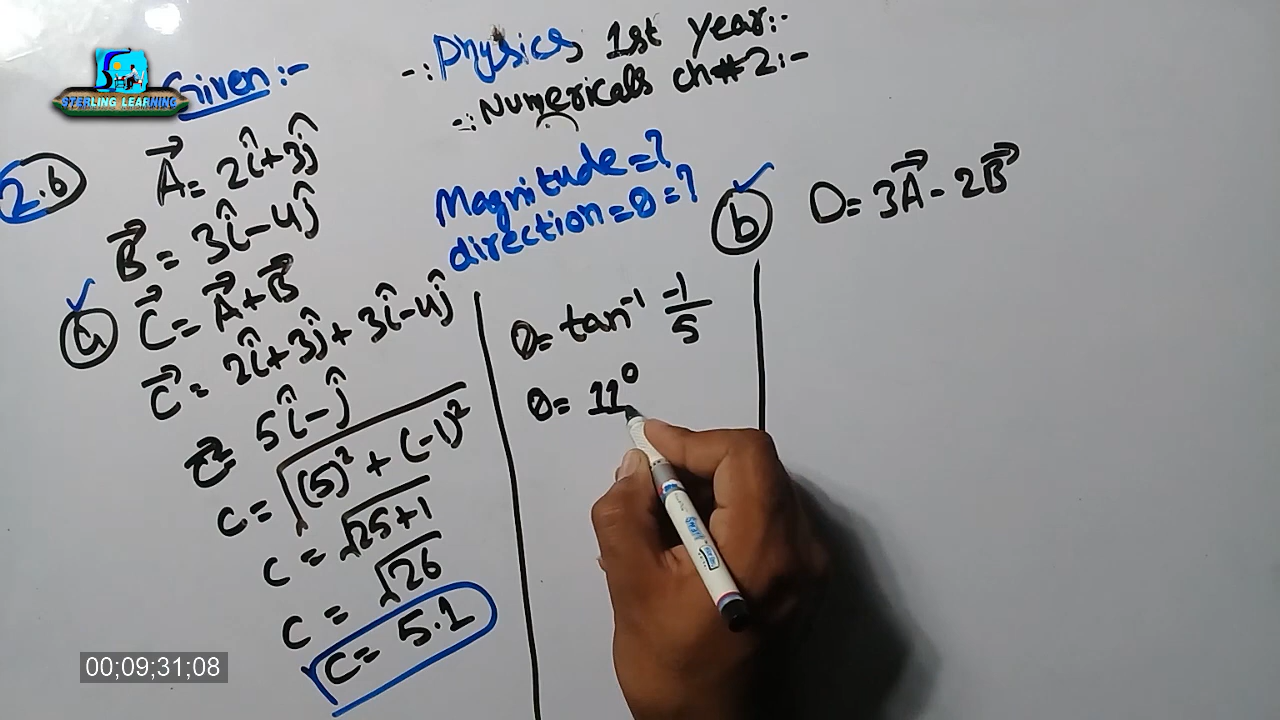 -: Physics 1st year:-
-: Numericals ch#2:-
STERLING LEARNING
Given:-
2.6
A⃗= 2î+3ĵ
B⃗= 3î-4ĵ
a C⃗= A⃗+B⃗
C⃗= 2î+3ĵ+3î-4ĵ
5î-ĵ
C= √(5)²+(-1)²
C= √25+1
C= √26
C= 5.1
Magnitude=?
direction=θ=?
θ= tan⁻¹ -1/5
θ= 11°
b D= 3A⃗-2B⃗
00;09;31;08